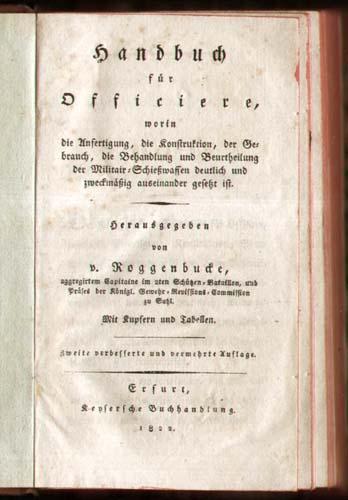 Handbuch
für
Officiere,
worin
die Anfertigung, die Konstruktion, der Ge-
brauch, die Behandlung und Beurtheilung
der Militair-Schießwaffen deutlich und
zweckmäßig auseinander gesetzt ist.
Herausgegeben
von
v. Roggenbucke,
aggregirtem Capitaine im 2ten Schützen-Bataillon, und
Präses der Königl. Gewehr-Revisions-Commission
zu Suhl.
Mit Kupfern und Tabellen.
Zweite verbesserte und vermehrte Auflage.
Erfurt,
Keysersche Buchhandlung.
1822.